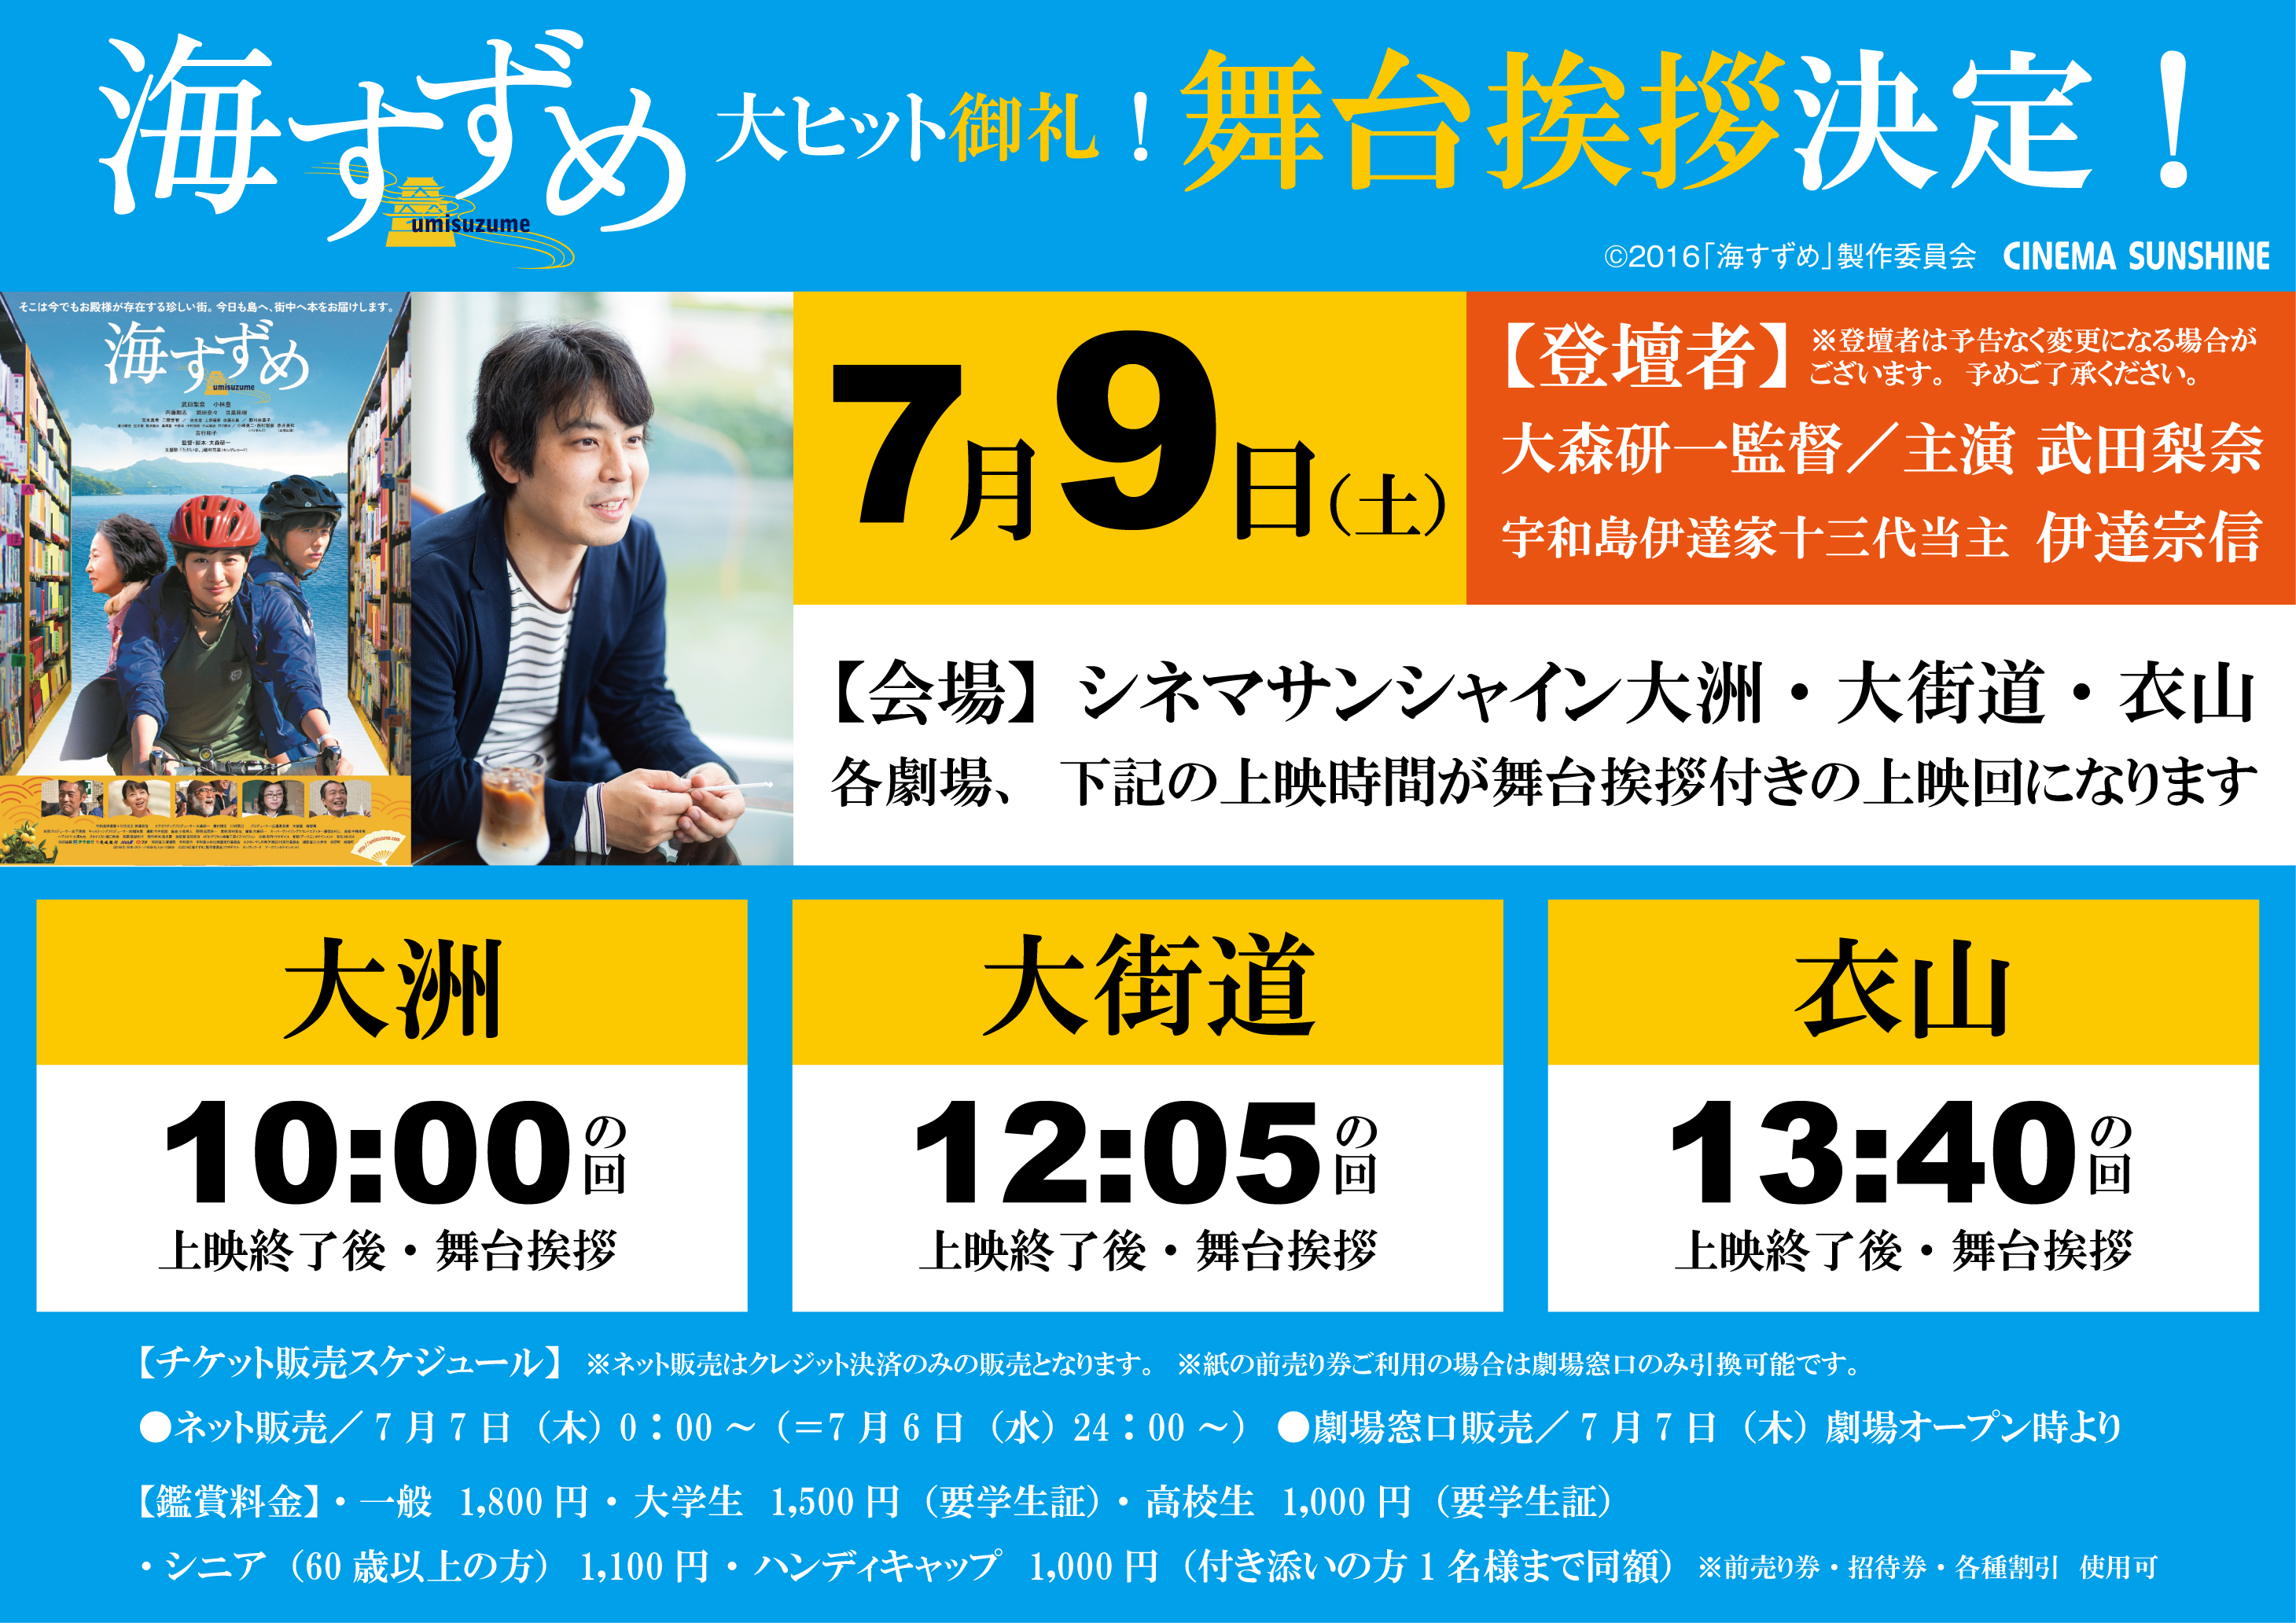 海すずめ
umisuzume
大ヒット御礼！舞台挨拶決定！
©2016「海すずめ」製作委員会 CINEMA SUNSHINE
そこは今でもお殿様が存在する珍しい街。今日も島へ、街中へ本をお届けします。
海すずめ
umisuzume
武田梨奈 小林豊
吉行和子
監督・脚本：大森研一
7月9日（土）
【登壇者】※登壇者は予告なく変更になる場合が
ございます。 予めご了承ください。
大森研一監督／主演 武田梨奈
宇和島伊達家十三代当主 伊達宗信
【会場】シネマサンシャイン大洲・大街道・衣山
各劇場、下記の上映時間が舞台挨拶付きの上映回になります
大洲
10:00の回
上映終了後・舞台挨拶
大街道
12:05の回
上映終了後・舞台挨拶
衣山
13:40の回
上映終了後・舞台挨拶
【チケット販売スケジュール】 ※ネット販売はクレジット決済のみの販売となります。 ※紙の前売り券ご利用の場合は劇場窓口のみ引換可能です。
●ネット販売／7月7日（木）0：00～（＝7月6日（水）24：00～） ●劇場窓口販売／7月7日（木）劇場オープン時より
【鑑賞料金】・一般 1,800円・大学生 1,500円（要学生証）・高校生 1,000円（要学生証）
・シニア（60歳以上の方） 1,100円・ハンディキャップ 1,000円（付き添いの方1名様まで同額） ※前売り券・招待券・各種割引 使用可